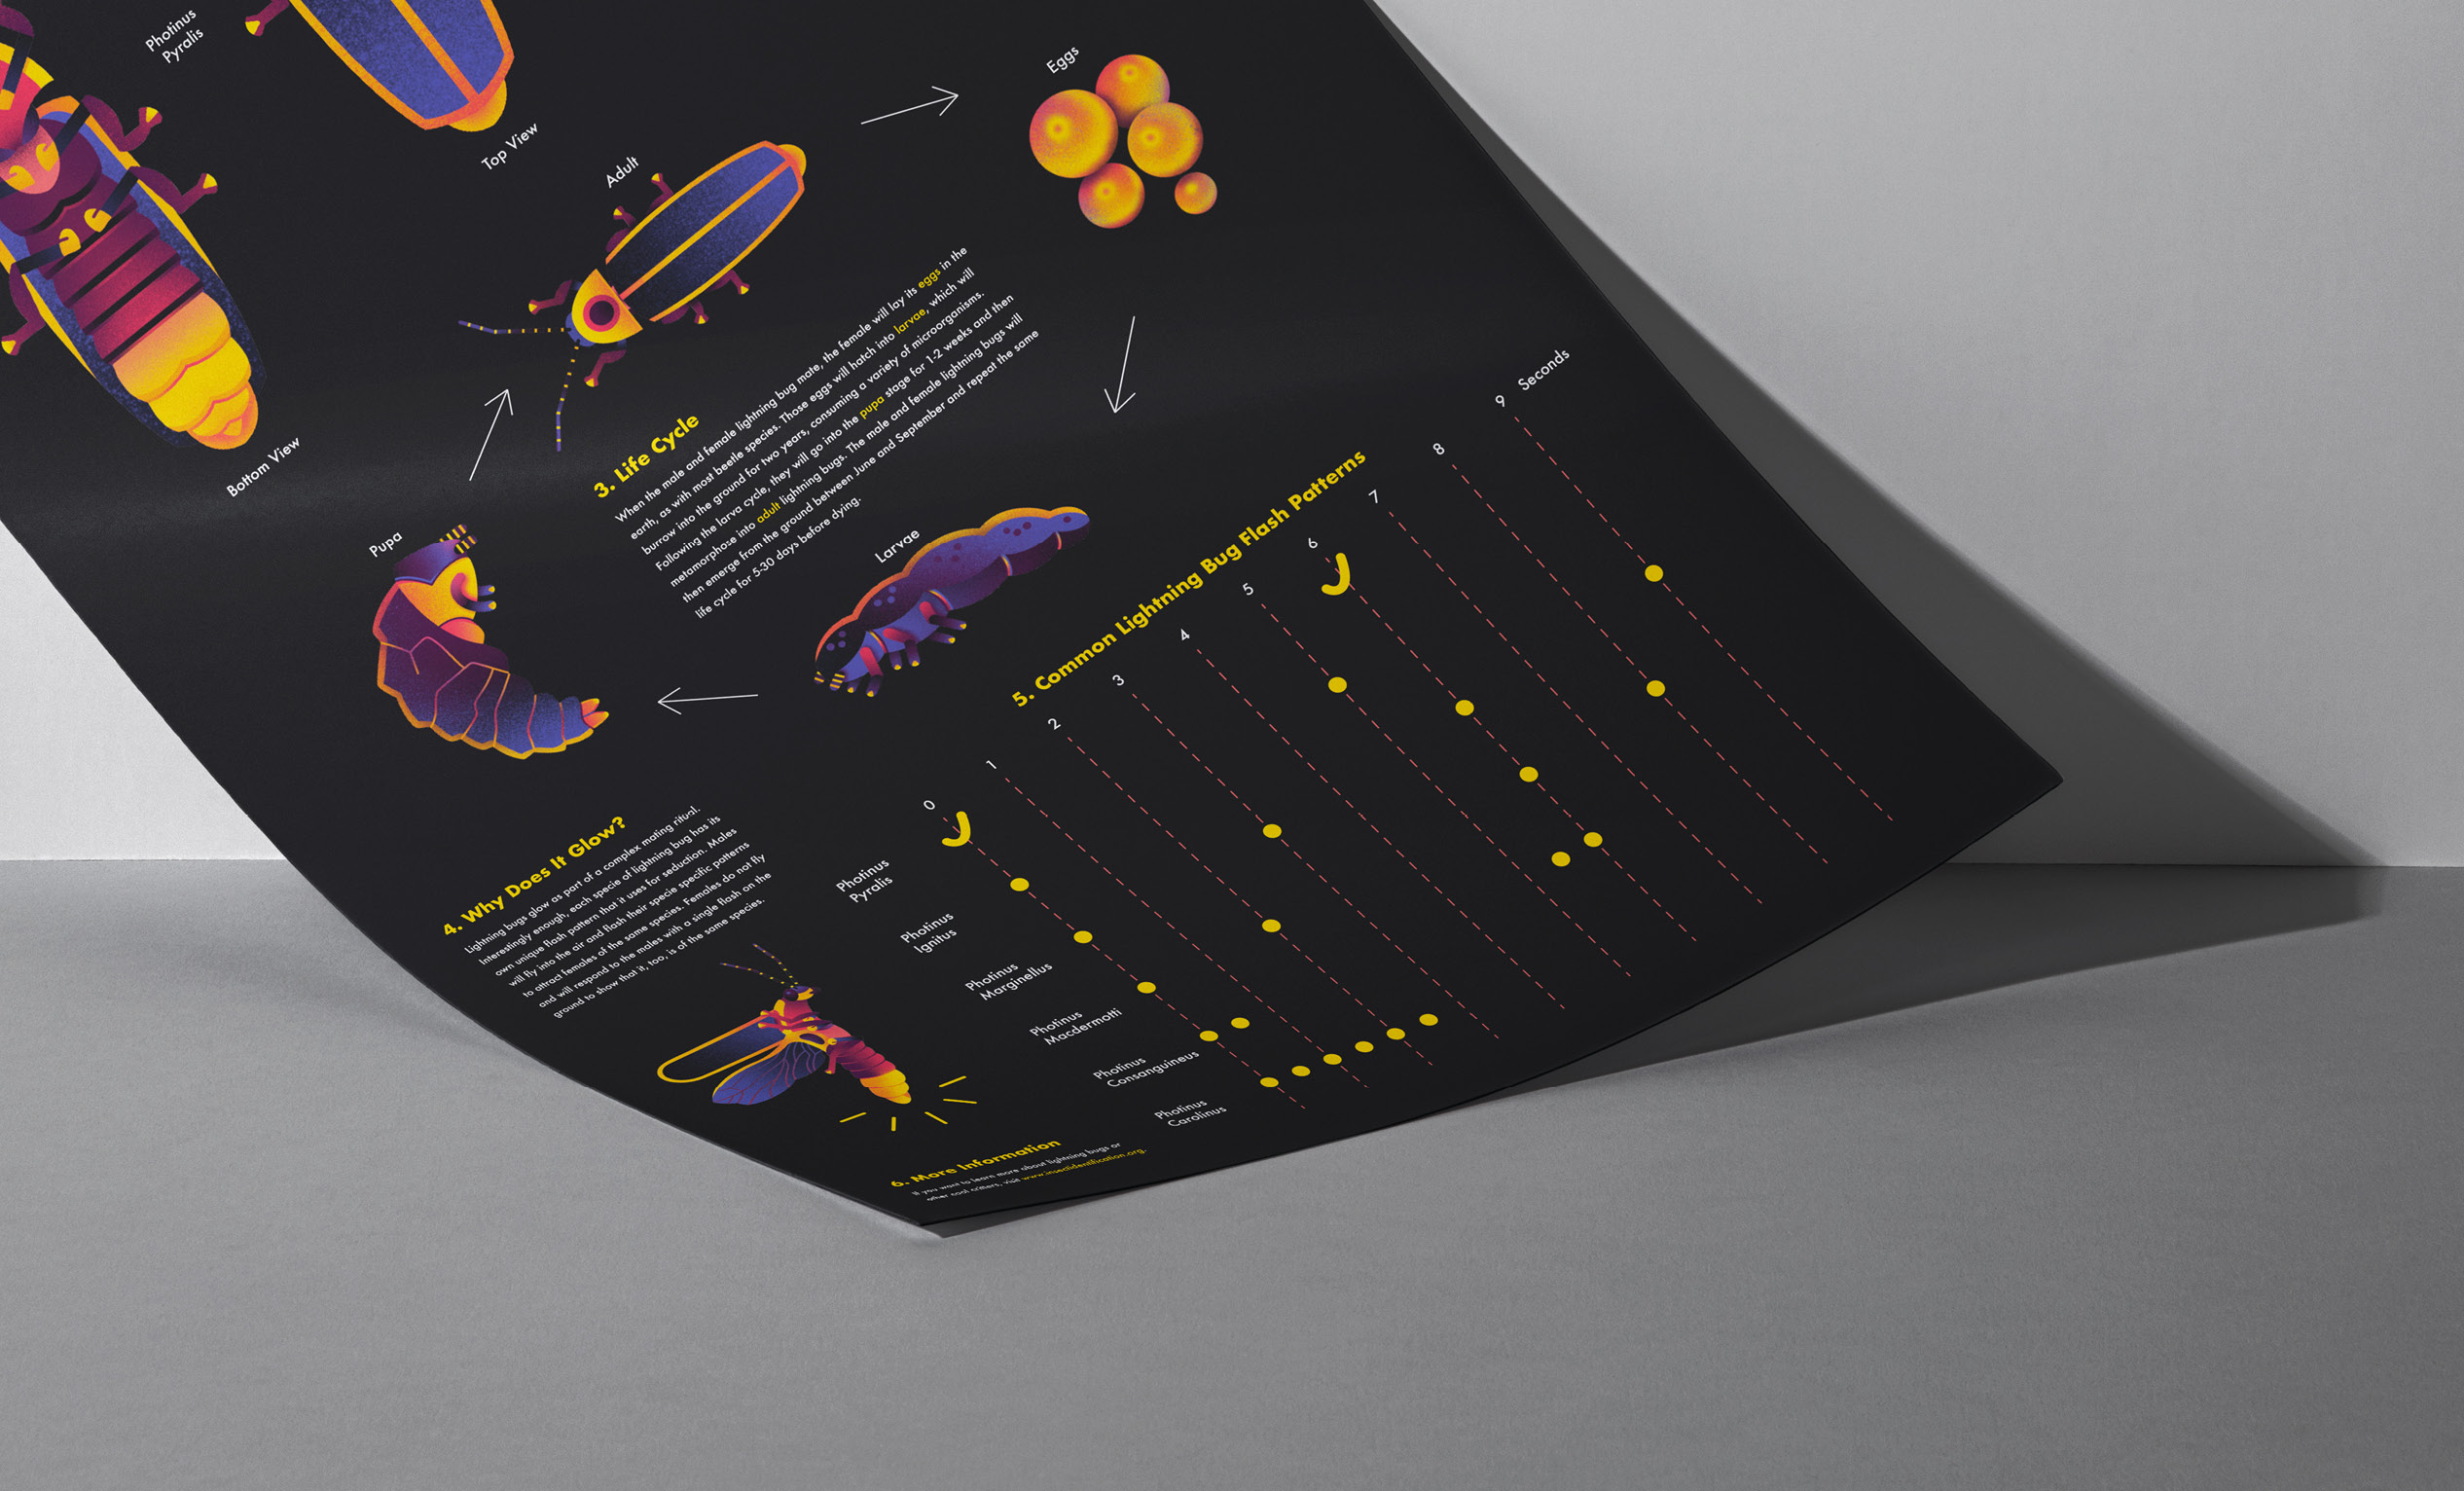 Photinus
Pyralis
Top View
Bottom View
Adult
Eggs
Larvae
Pupa
3. Life Cycle
When the male and female lightning bug mate, the female will lay its eggs in the
earth, as with most beetle species. Those eggs will hatch into larvae, which will
burrow into the ground for two years, consuming a variety of microorganisms.
Following the larva cycle, they will go into the pupa stage for 1-2 weeks and then
metamorphose into adult lightning bugs. The male and female lightning bugs will
then emerge from the ground between June and September and repeat the same
life cycle for 5-30 days before dying.
4. Why Does It Glow?
Lightning bugs glow as part of a complex mating ritual.
Interestingly enough, each specie of lightning bug has its
own unique flash pattern that it uses for seduction. Males
will fly into the air and flash their specie specific patterns
to attract females of the same species. Females do not fly
and will respond to the males with a single flash on the
ground to show that it, too, is of the same species.
5. Common Lightning Bug Flash Patterns
0
1
2
3
4
5
6
7
8
9
Seconds
Photinus
Pyralis
Photinus
Ignitus
Photinus
Marginellus
Photinus
Macdermotti
Photinus
Consanguineus
Photinus
Carolinus
6. More Information
If you want to learn more about lightning bugs or
other cool critters, visit www.insectidentification.org.